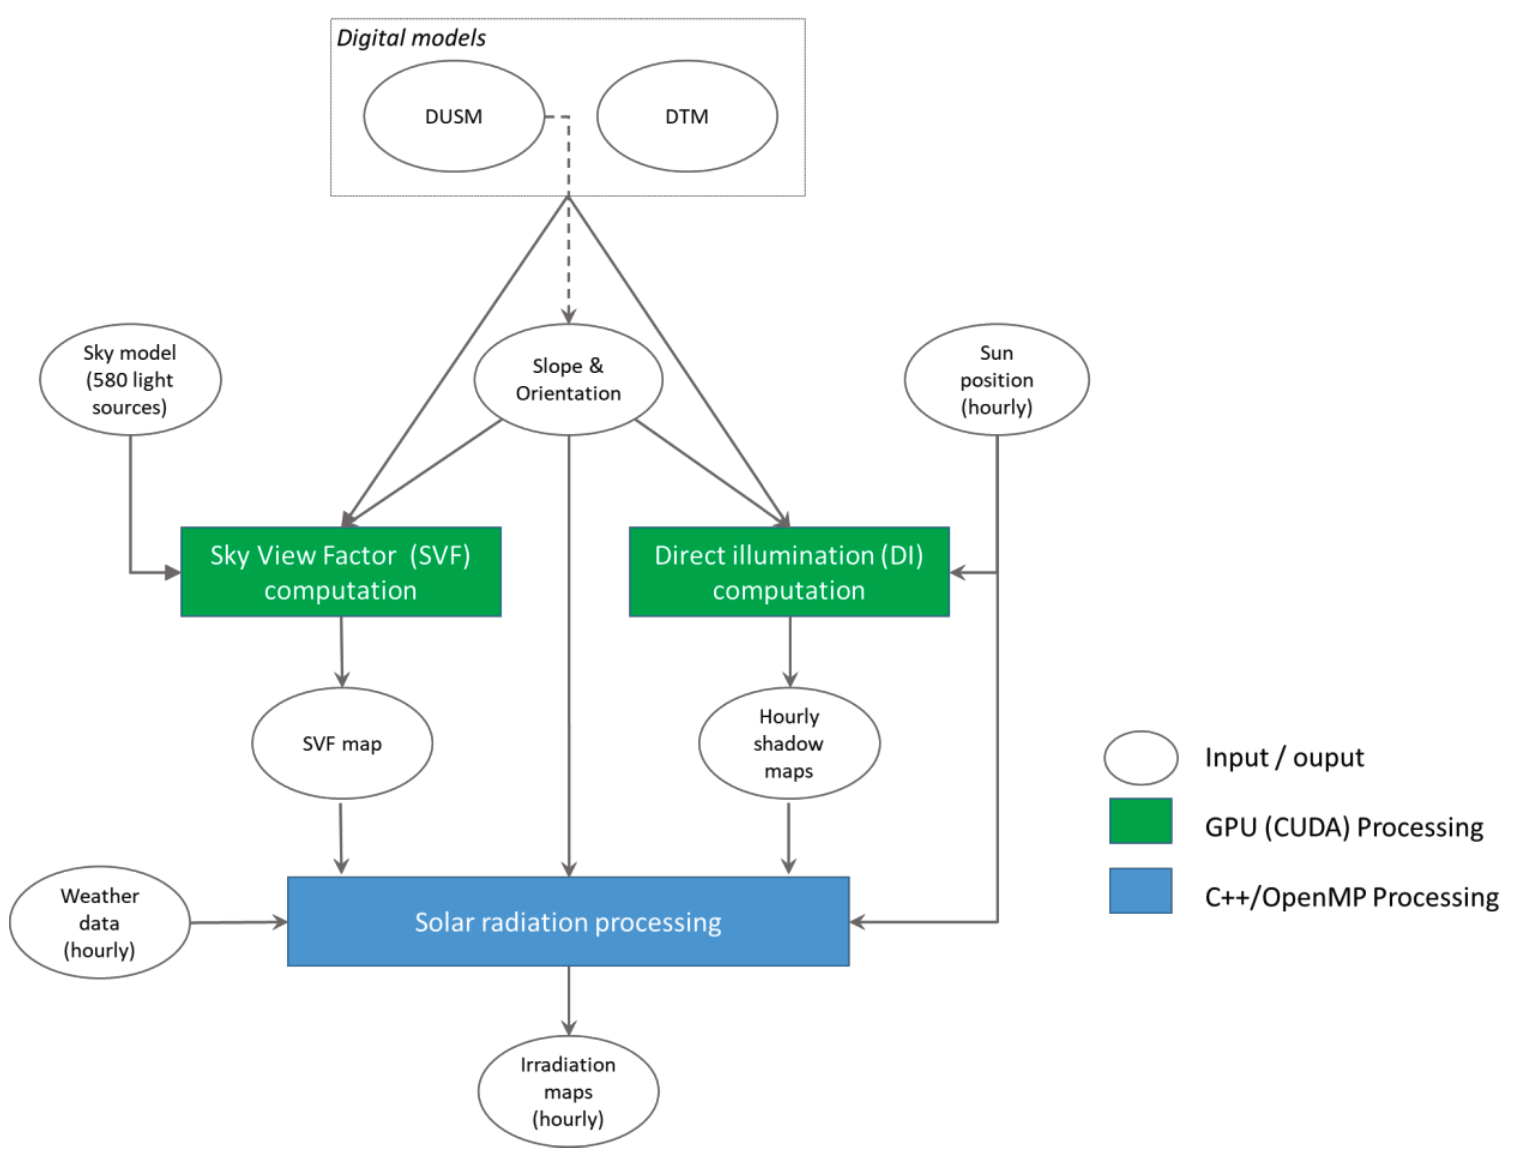 Digital models
DUSM
DTM
Sky model
(580 light
sources)
Slope &
Orientation
Sun
position
(hourly)
Sky View Factor (SVF)
computation
Direct illumination (DI)
computation
SVF map
Hourly
shadow
maps
Input / ouput
GPU (CUDA) Processing
C++/OpenMP Processing
Weather
data
(hourly)
Solar radiation processing
Irradiation
maps
(hourly)